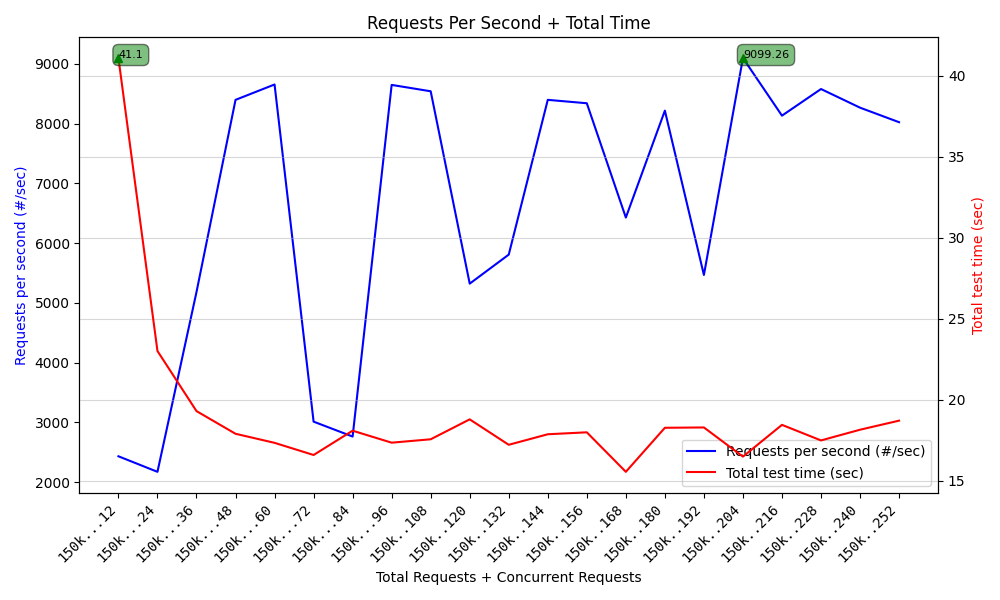 Requests Per Second + Total Time
41.1
9099.26
9000
8000
7000
6000
5000
4000
3000
2000
Requests per second (#/sec)
40
35
30
25
20
15
Total test time (sec)
Requests per second (#/sec)
Total test time (sec)
150k...12
150k...24
150k...36
150k...48
150k...60
150k...72
150k...84
150k...96
150k..108
150k..120
150k..132
150k..144
150k..156
150k..168
150k..180
150k..192
150k..204
150k..216
150k..228
150k..240
150k..252
Total Requests + Concurrent Requests